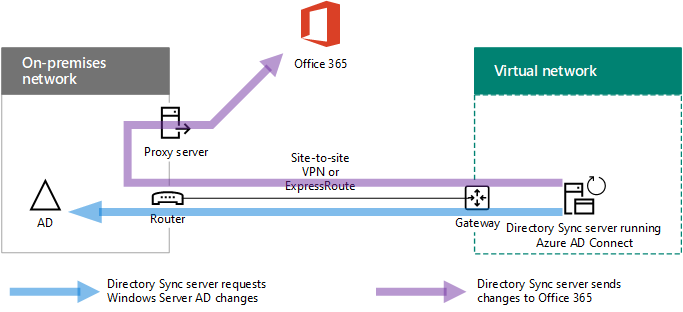 Office 365
On-premises
network
Virtual network
Proxy server
Site-to-site
VPN or
ExpressRoute
AD
Router
Gateway
Directory Sync server running
Azure AD Connect
Directory Sync server requests
Windows Server AD changes
Directory Sync server sends
changes to Office 365